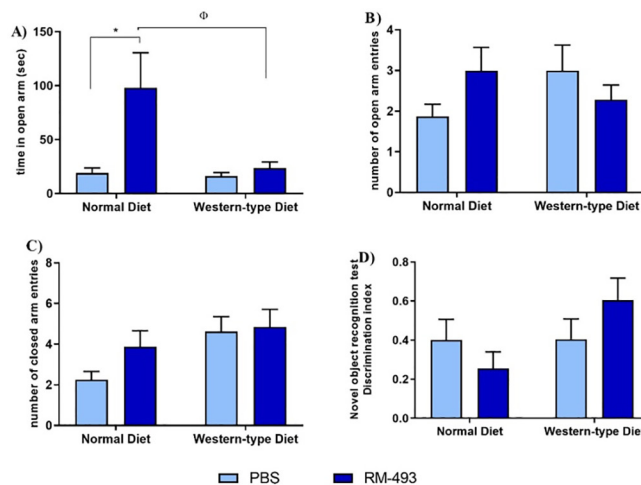 A)
time in open arm (sec)
150
100
50
0
*
Φ
Normal Diet
Western-type Diet
B)
number of open arm entries
4
3
2
1
0
Normal Diet
Western-type Diet
C)
number of closed arm entries
6
4
2
0
Normal Diet
Western-type Diet
D)
Novel object recognition test
Discrimination index
0.8
0.6
0.4
0.2
0.0
Normal Diet
Western-type Die
PBS
RM-493